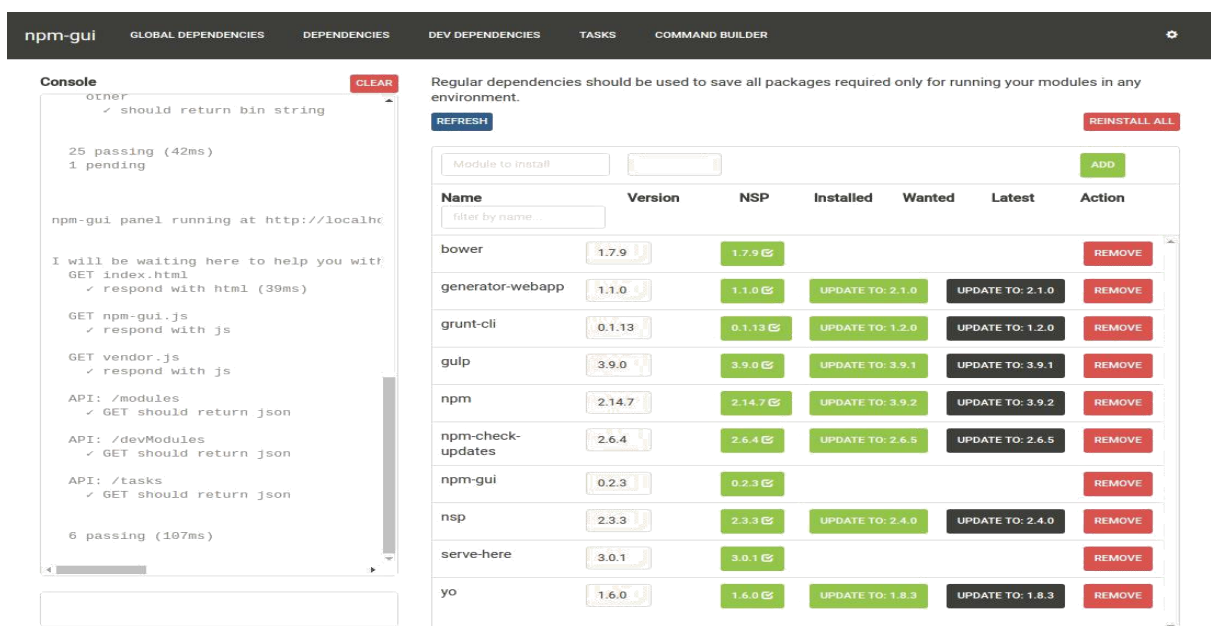 npm-gui GLOBAL DEPENDENCIES DEPENDENCIES DEV DEPENDENCIES TASKS COMMAND BUILDER
Console CLEAR
other
✓ should return bin string
25 passing (42ms)
1 pending
npm-gui panel running at http://localho
I will be waiting here to help you with
GET index.html
✓ respond with html (39ms)
GET npm-gui.js
✓ respond with js
GET vendor.js
✓ respond with js
API: /modules
✓ GET should return json
API: /devModules
✓ GET should return json
API: /tasks
✓ GET should return json
6 passing (107ms)
Regular dependencies should be used to save all packages required only for running your modules in any
environment.
REFRESH REINSTALL ALL
Module to install ADD
Name Version NSP Installed Wanted Latest Action
filter by name...
bower 1.7.9 1.7.9 REMOVE
generator-webapp 1.1.0 1.1.0 UPDATE TO: 2.1.0 UPDATE TO: 2.1.0 REMOVE
grunt-cli 0.1.13 0.1.13 UPDATE TO: 1.2.0 UPDATE TO: 1.2.0 REMOVE
gulp 3.9.0 3.9.0 UPDATE TO: 3.9.1 UPDATE TO: 3.9.1 REMOVE
npm 2.14.7 2.14.7 UPDATE TO: 3.9.2 UPDATE TO: 3.9.2 REMOVE
npm-check-
updates 2.6.4 2.6.4 UPDATE TO: 2.6.5 UPDATE TO: 2.6.5 REMOVE
npm-gui 0.2.3 0.2.3 REMOVE
nsp 2.3.3 2.3.3 UPDATE TO: 2.4.0 UPDATE TO: 2.4.0 REMOVE
serve-here 3.0.1 3.0.1 REMOVE
yo 1.6.0 1.6.0 UPDATE TO: 1.8.3 UPDATE TO: 1.8.3 REMOVE